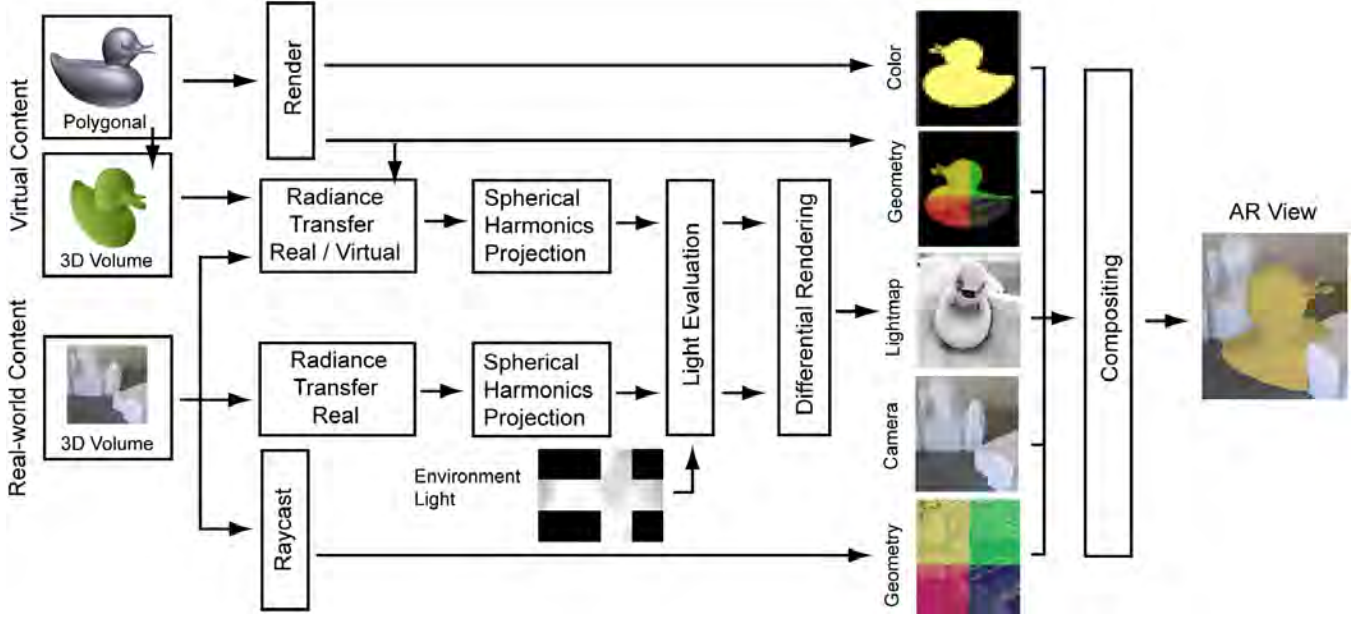 Virtual Content
Polygonal
3D Volume
Real-world Content
3D Volume
Render
Radiance
Transfer
Real / Virtual
Spherical
Harmonics
Projection
Radiance
Transfer
Real
Spherical
Harmonics
Projection
Raycast
Environment
Light
Light Evaluation
Differential Rendering
Color
Geometry
Lightmap
Camera
Geometry
Compositing
AR View